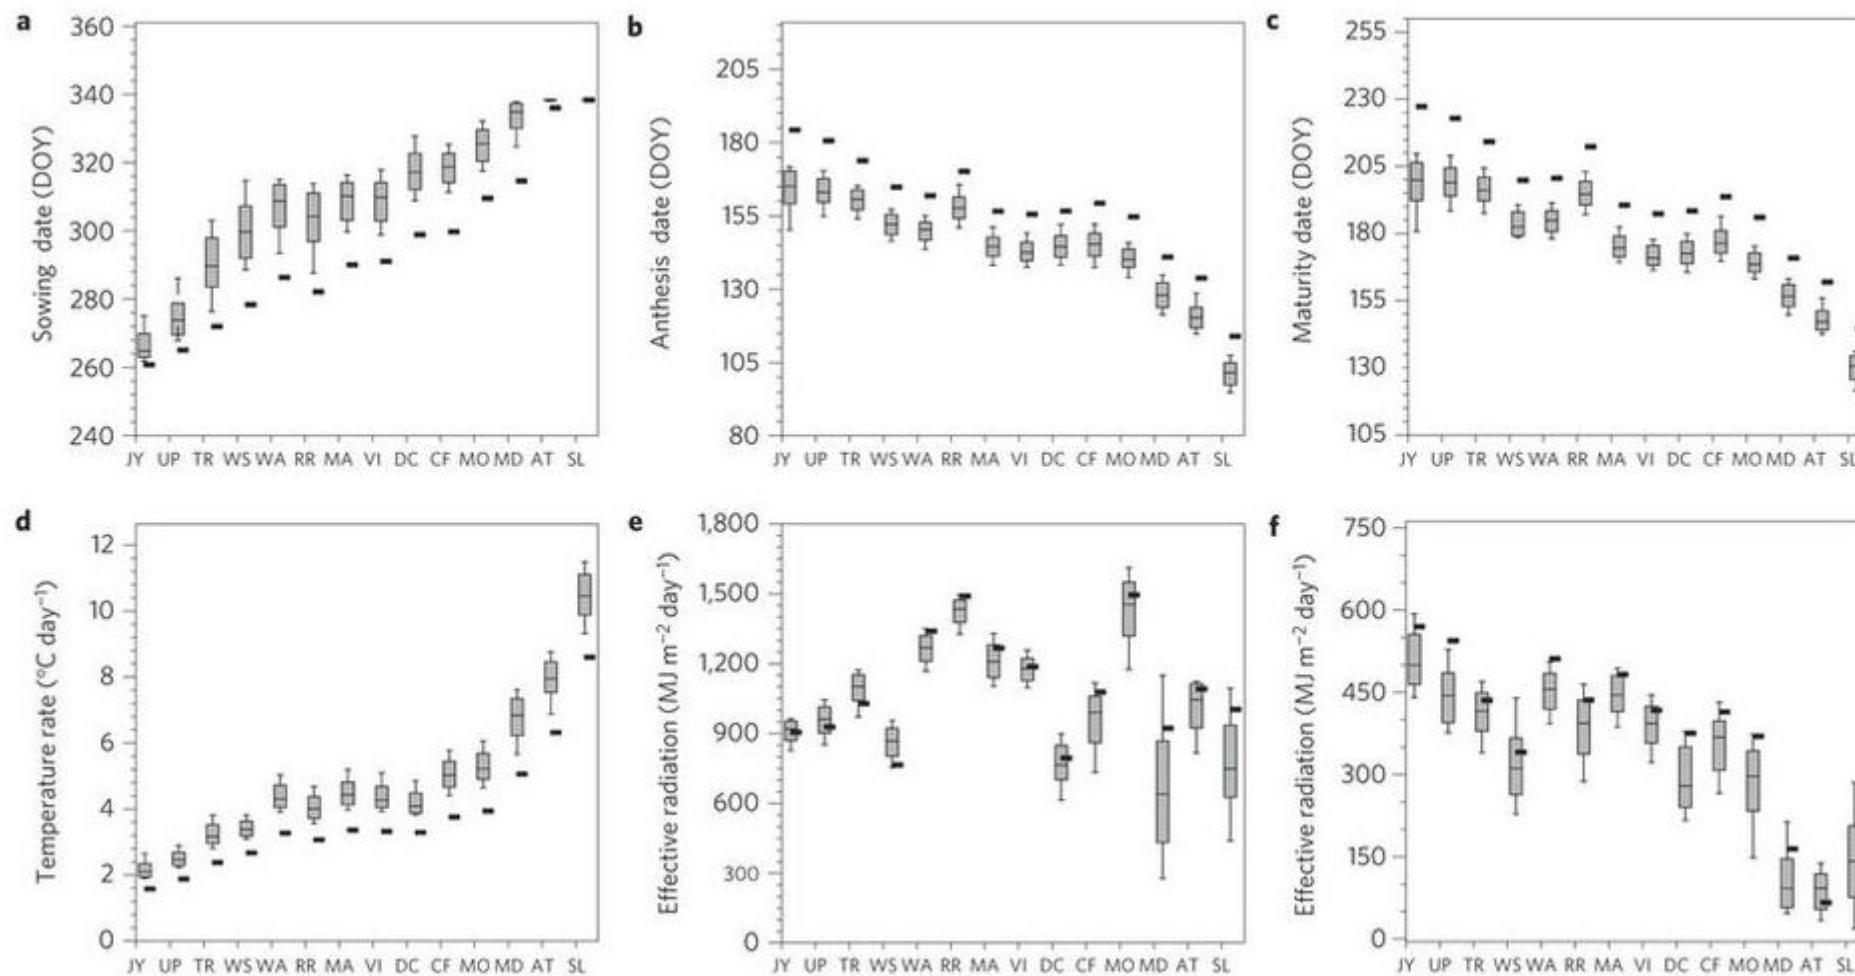 a
Sowing date (DOY)
360
340
320
300
280
260
240
JY UP TR WS WA RR MA VI DC CF MO MD AT SL
b
Anthesis date (DOY)
205
180
155
130
105
80
JY UP TR WS WA RR MA VI DC CF MO MD AT SL
c
Maturity date (DOY)
255
230
205
180
155
130
105
JY UP TR WS WA RR MA VI DC CF MO MD AT SL
d
Temperature rate (°C day⁻¹)
12
10
8
6
4
2
0
JY UP TR WS WA RR MA VI DC CF MO MD AT SL
e
Effective radiation (MJ m⁻² day⁻¹)
1,800
1,500
1,200
900
600
300
0
JY UP TR WS WA RR MA VI DC CF MO MD AT SL
f
Effective radiation (MJ m⁻² day⁻¹)
750
600
450
300
150
0
JY UP TR WS WA RR MA VI DC CF MO MD AT SL